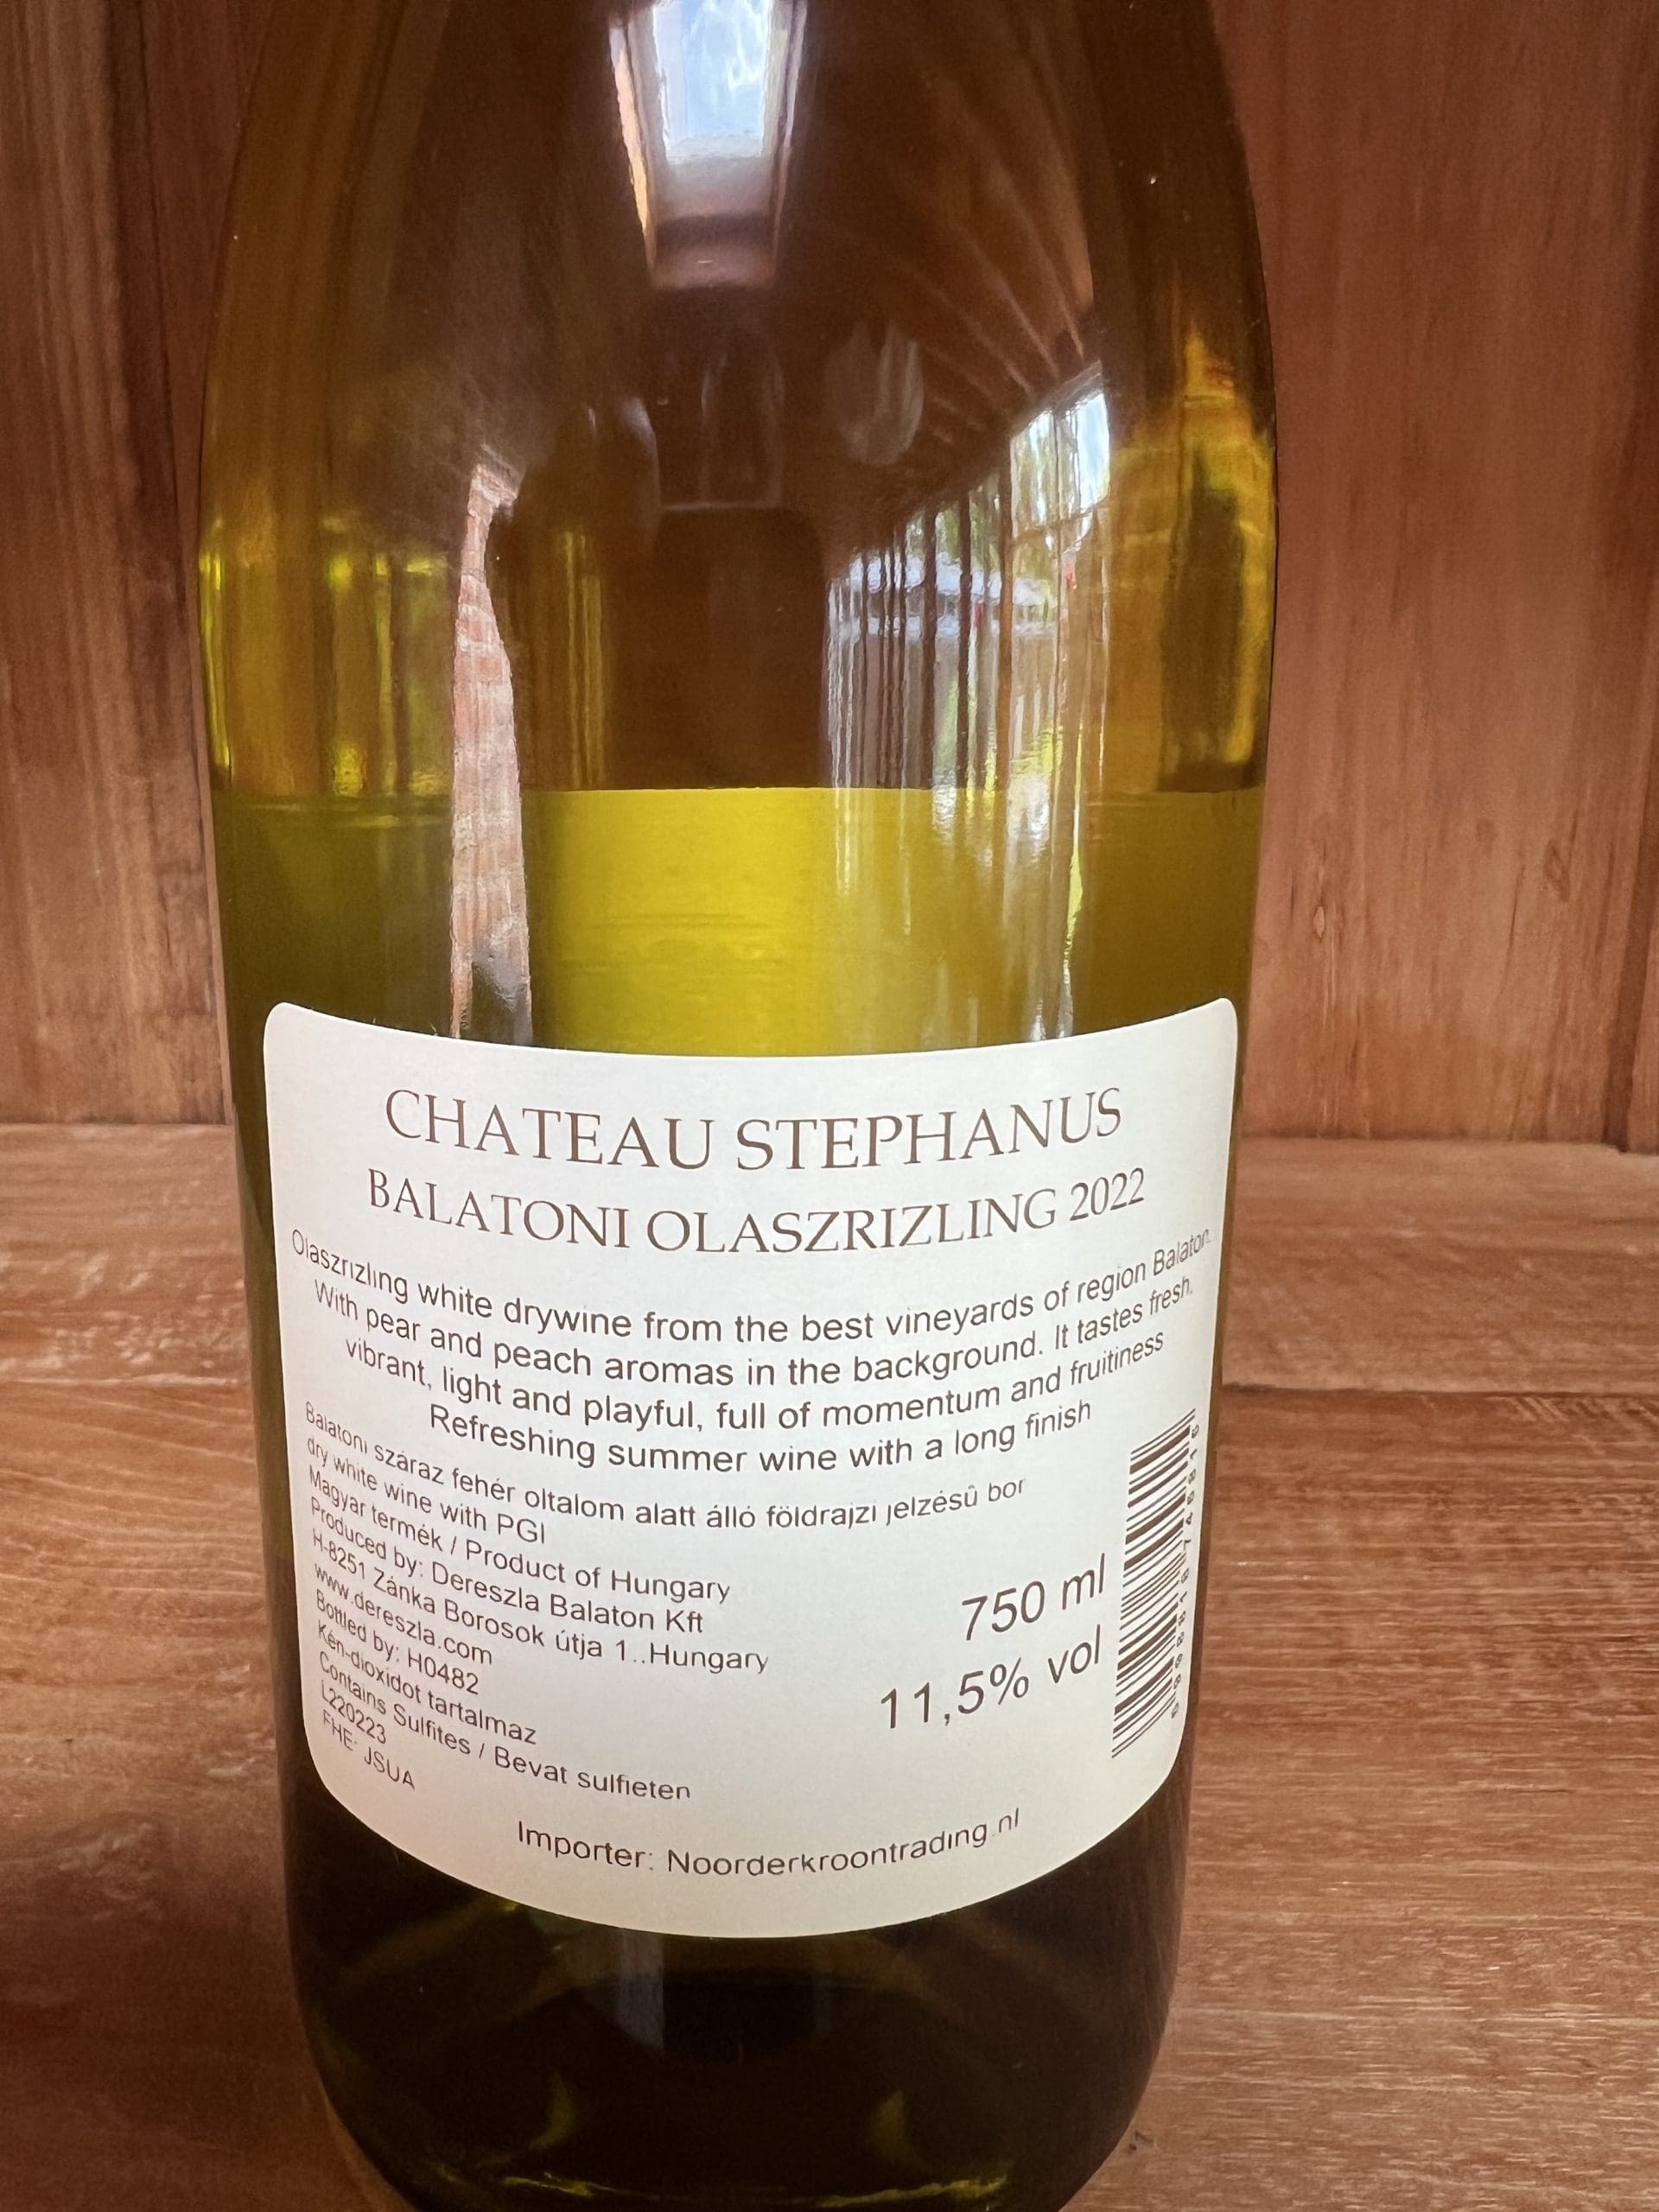 CHATEAU STEPHANUS
BALATONI OLASZRIZLING 2022
Olaszrizling white drywine from the best vineyards of region Balaton.
With pear and peach aromas in the background. It tastes fresh,
vibrant, light and playful, full of momentum and fruitiness
Refreshing summer wine with a long finish
Balatoni száraz fehér oltalom alatt álló földrajzi jelzésû bor
dry white wine with PGI
Magyar termék / Product of Hungary
Produced by: Dereszla Balaton Kft
H-8251 Zánka Borosok útja 1..Hungary
www.dereszla.com
Bottled by: H0482
Kén-dioxidot tartalmaz
Contains Sulfites / Bevat sulfieten
L220223
FHE: JSUA
750 ml
11,5% vol
Importer: Noorderkroontrading.nl